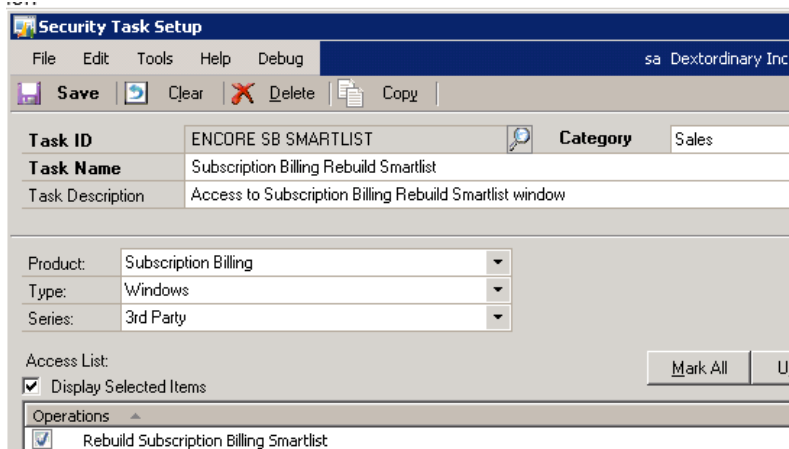 Security Task Setup
File Edit Tools Help Debug sa Dextordinary Inc
Save Clear Delete Copy
Task ID ENCORE SB SMARTLIST Category Sales
Task Name Subscription Billing Rebuild Smartlist
Task Description Access to Subscription Billing Rebuild Smartlist window
Product: Subscription Billing
Type: Windows
Series: 3rd Party
Access List:
Mark All U
Display Selected Items
Operations
Rebuild Subscription Billing Smartlist